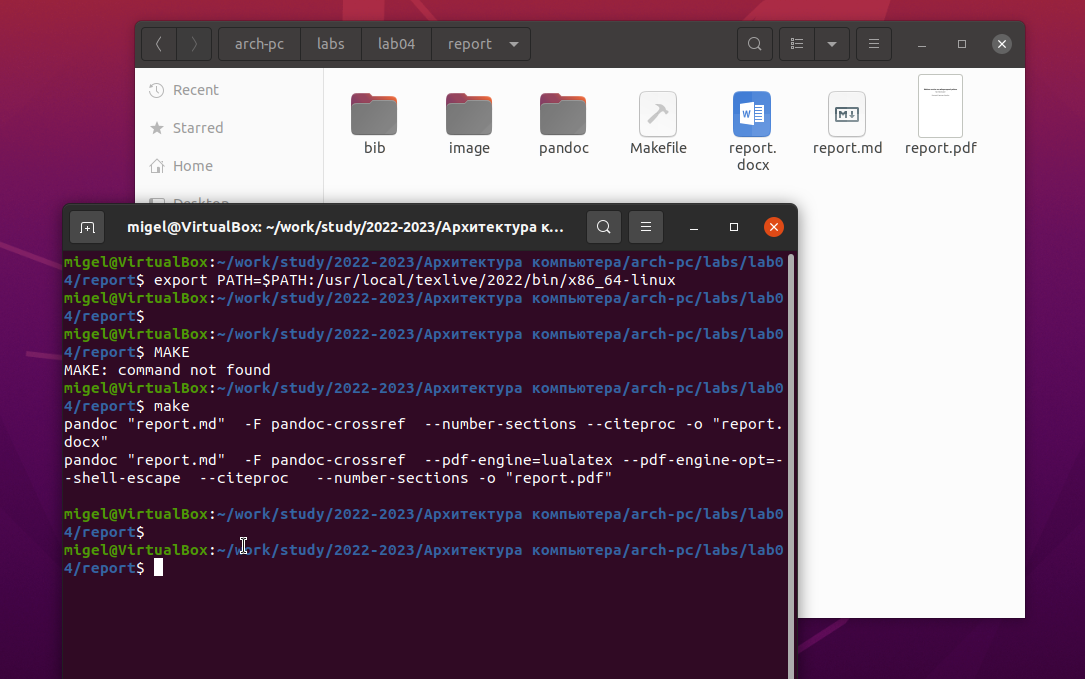 arch-pc labs lab04 report
Recent
Starred
Home
Desktop
bib image pandoc Makefile report.docx report.md report.pdf
migel@VirtualBox: ~/work/study/2022-2023/Архитектура к...
migel@VirtualBox:~/work/study/2022-2023/Архитектура компьютера/arch-pc/labs/lab0
4/report$ export PATH=$PATH:/usr/local/texlive/2022/bin/x86_64-linux
migel@VirtualBox:~/work/study/2022-2023/Архитектура компьютера/arch-pc/labs/lab0
4/report$
migel@VirtualBox:~/work/study/2022-2023/Архитектура компьютера/arch-pc/labs/lab0
4/report$ MAKE
MAKE: command not found
migel@VirtualBox:~/work/study/2022-2023/Архитектура компьютера/arch-pc/labs/lab0
4/report$ make
pandoc "report.md"  -F pandoc-crossref  --number-sections --citeproc -o "report.
docx"
pandoc "report.md"  -F pandoc-crossref  --pdf-engine=lualatex --pdf-engine-opt=-
-shell-escape  --citeproc   --number-sections -o "report.pdf"
migel@VirtualBox:~/work/study/2022-2023/Архитектура компьютера/arch-pc/labs/lab0
4/report$
migel@VirtualBox:~/work/study/2022-2023/Архитектура компьютера/arch-pc/labs/lab0
4/report$